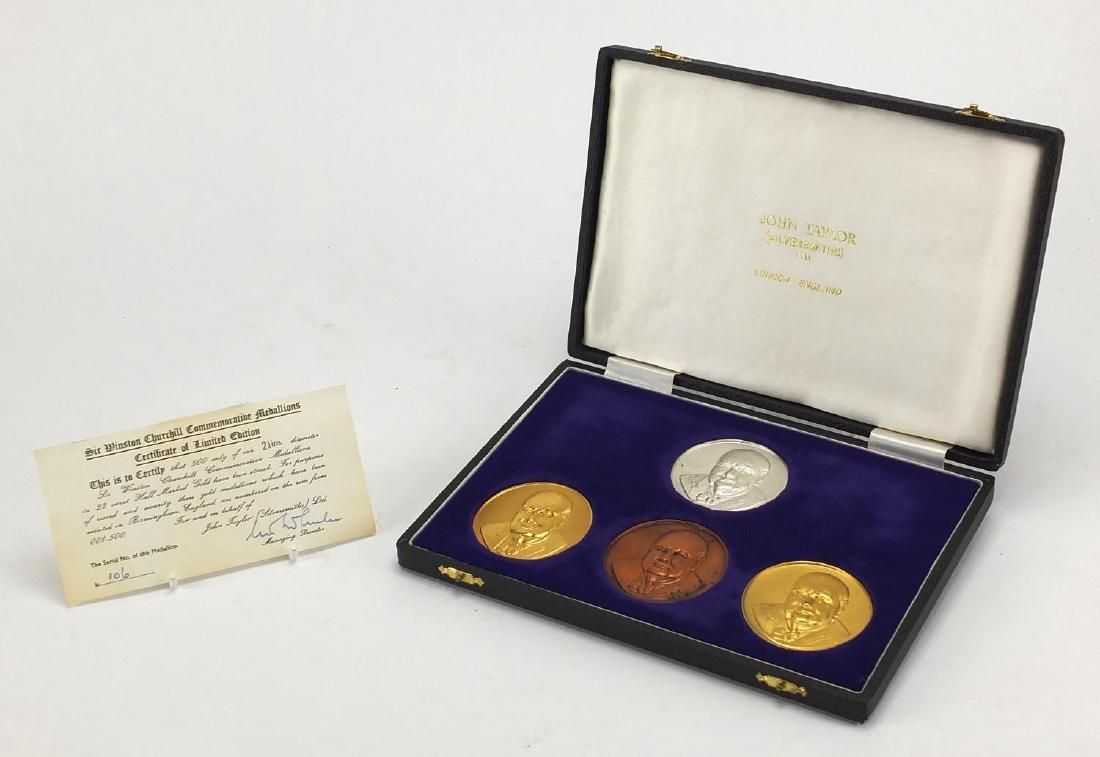 Sir Winston Churchill Commemorative Medallions
Certificate of Limited Edition
This is to Certify that 500 only of our 2¼ins. diameter
Sir Winston Churchill Commemorative Medallions
in 22 carat Hall Marked Gold have been struck. For purposes
of record and security these gold medallions which have been
minted in Birmingham, England, are numbered on the rim from
001-500. For and on behalf of
John Taylor (Silversmiths) Ltd.
Managing Director.
The Serial No. of this Medallion
is 106
JOHN TAYLOR
(SILVERSMITHS)
LTD.
LONDON - ENGLAND